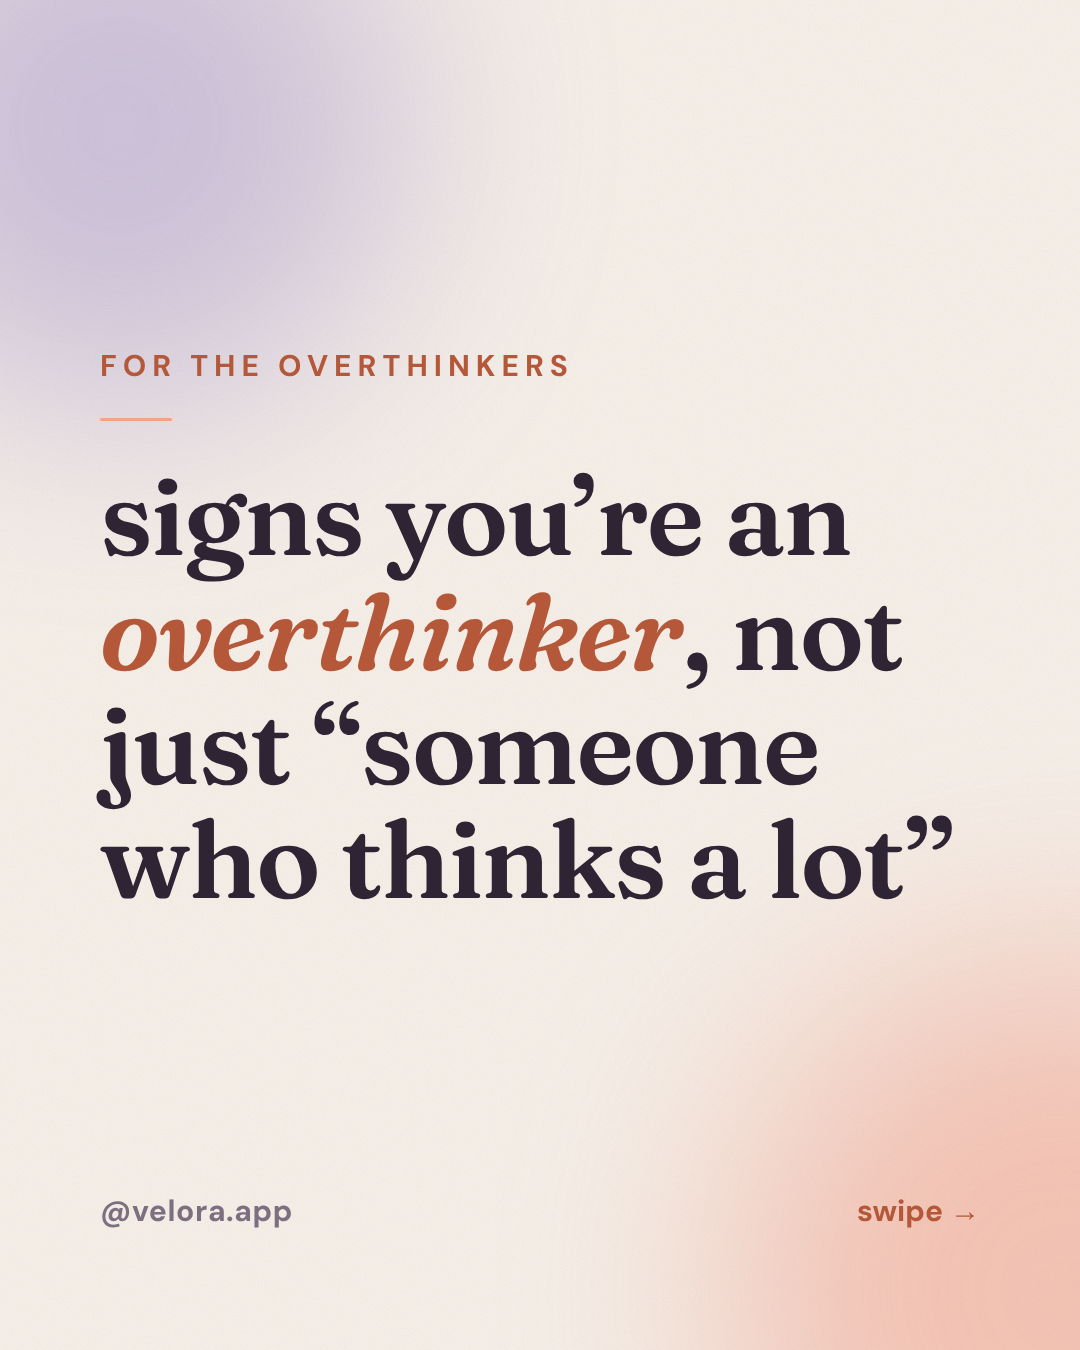 FOR THE OVERTHINKERS
signs you’re an
overthinker, not
just “someone
who thinks a lot”
@velora.app
swipe →